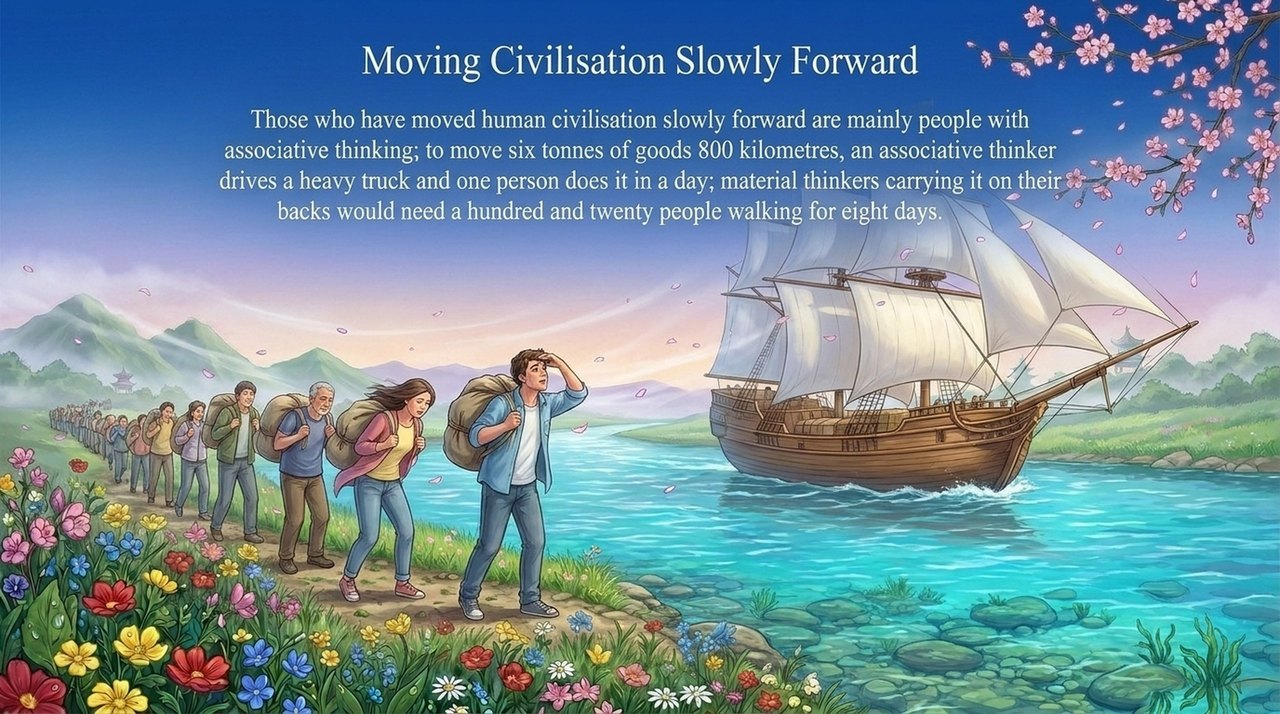 Moving Civilisation Slowly Forward
Those who have moved human civilisation slowly forward are mainly people with
associative thinking; to move six tonnes of goods 800 kilometres, an associative thinker
drives a heavy truck and one person does it in a day; material thinkers carrying it on their
backs would need a hundred and twenty people walking for eight days.